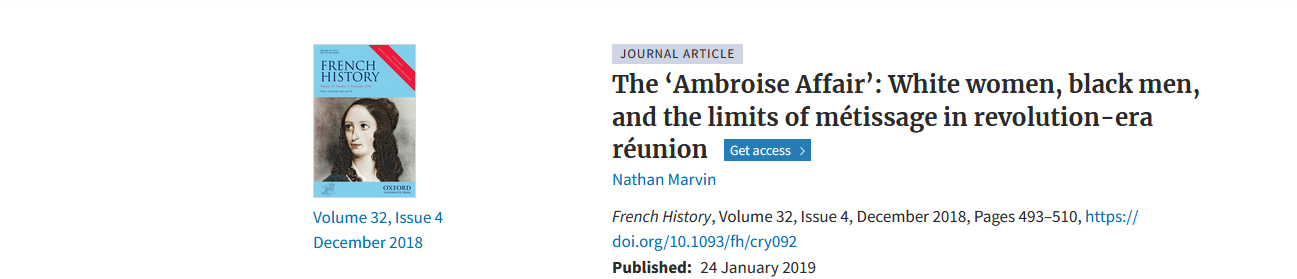 FRENCH
HISTORY
OXFORD
Volume 32, Issue 4
December 2018
JOURNAL ARTICLE
The ‘Ambroise Affair’: White women, black men,
and the limits of métissage in revolution-era
réunion Get access
Nathan Marvin
French History, Volume 32, Issue 4, December 2018, Pages 493–510, https://
doi.org/10.1093/fh/cry092
Published: 24 January 2019